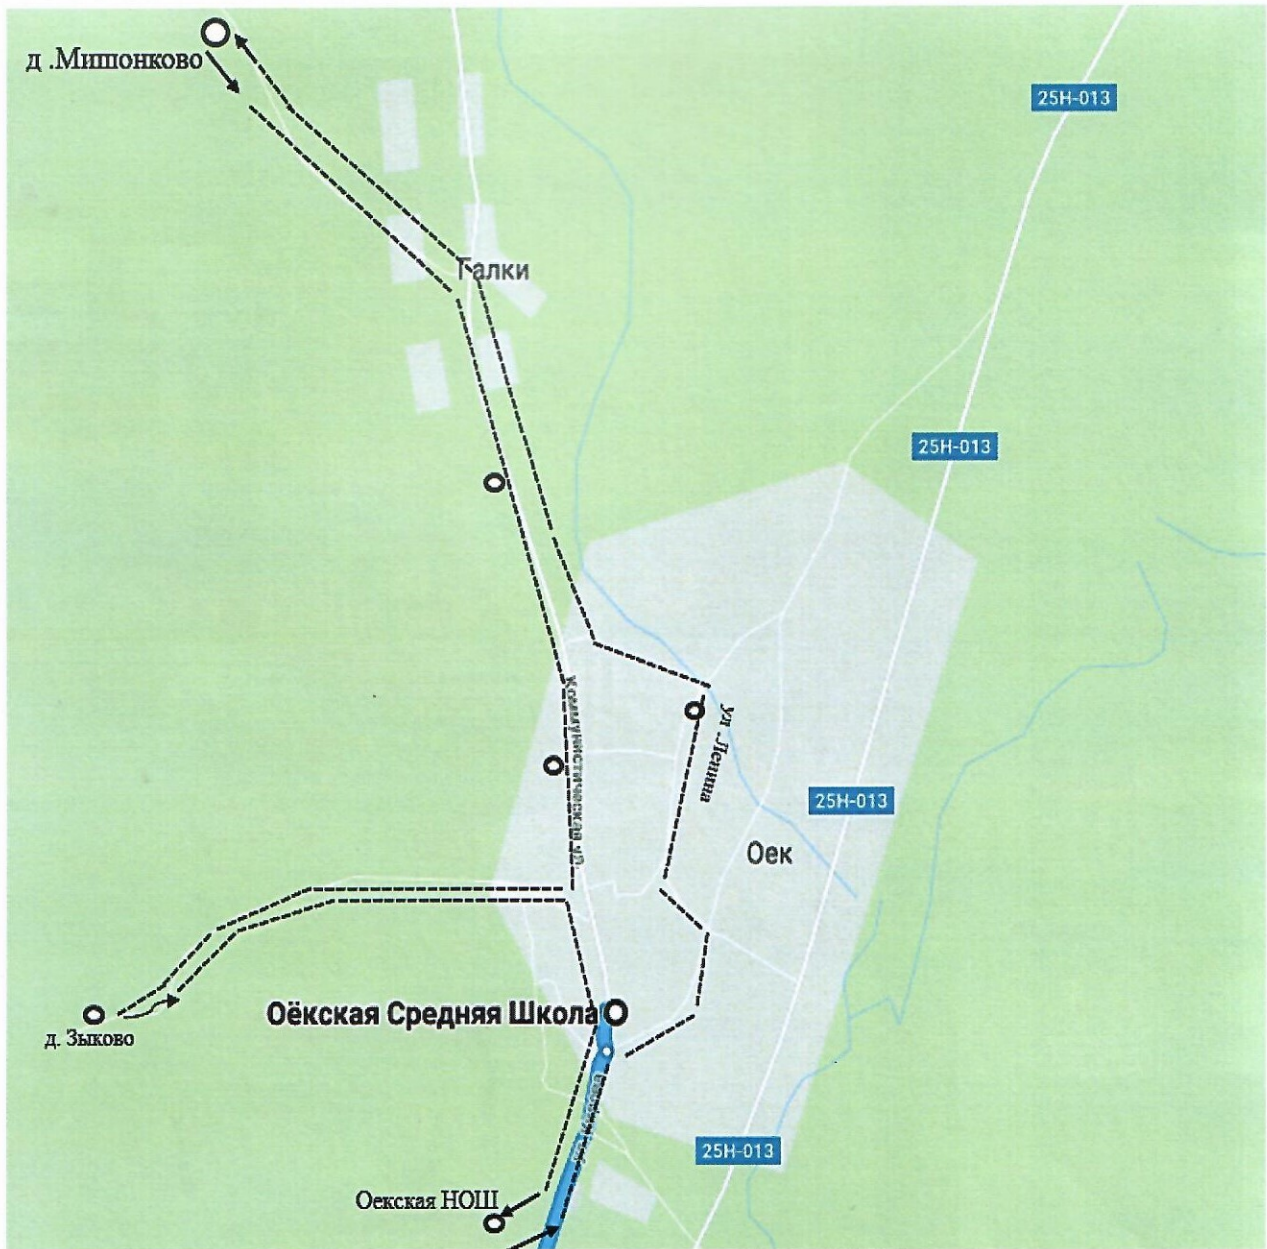 д .Мишонково
25Н-013
Галки
25Н-013
Коммунистическая ул.
ул .Ленина
25Н-013
Оек
Оёкская Средняя Школа
д. Зыково
25Н-013
Оекская НОШ